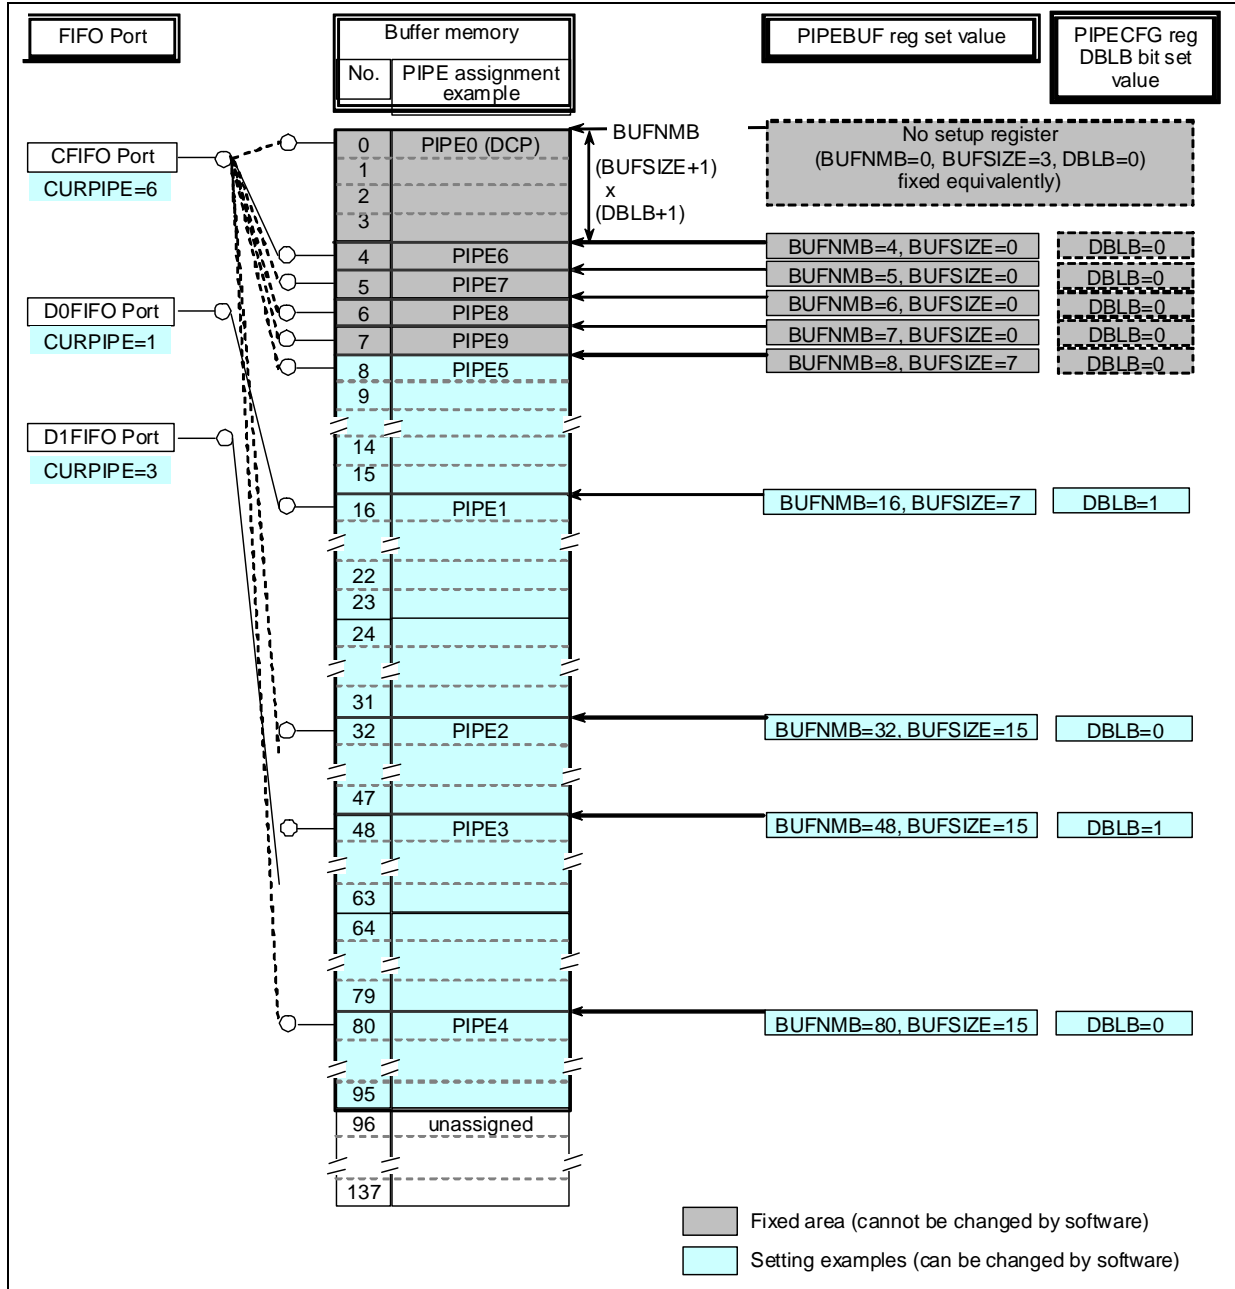 FIFO Port
Buffer memory
No.
PIPE assignment
example
PIPEBUF reg set value
PIPECFG reg
DBLB bit set
value
CFIFO Port
CURPIPE=6
D0FIFO Port
CURPIPE=1
D1FIFO Port
CURPIPE=3
0 PIPE0 (DCP)
1
2
3
4 PIPE6
5 PIPE7
6 PIPE8
7 PIPE9
8 PIPE5
9
14
15
16 PIPE1
22
23
24
31
32 PIPE2
47
48 PIPE3
63
64
79
80 PIPE4
95
96 unassigned
137
BUFNMB
(BUFSIZE+1)
x
(DBLB+1)
No setup register
(BUFNMB=0, BUFSIZE=3, DBLB=0)
fixed equivalently)
BUFNMB=4, BUFSIZE=0 DBLB=0
BUFNMB=5, BUFSIZE=0 DBLB=0
BUFNMB=6, BUFSIZE=0 DBLB=0
BUFNMB=7, BUFSIZE=0 DBLB=0
BUFNMB=8, BUFSIZE=7 DBLB=0
BUFNMB=16, BUFSIZE=7 DBLB=1
BUFNMB=32, BUFSIZE=15 DBLB=0
BUFNMB=48, BUFSIZE=15 DBLB=1
BUFNMB=80, BUFSIZE=15 DBLB=0
Fixed area (cannot be changed by software)
Setting examples (can be changed by software)